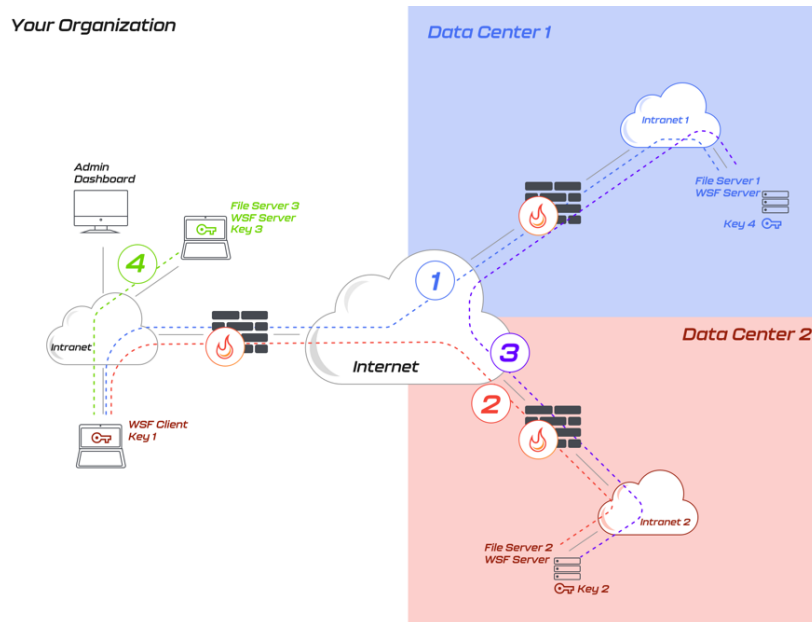 Your Organization
Data Center 1
Intranet 1
Admin
Dashboard
File Server 3
WSF Server
Key 3
File Server 1
WSF Server
Key 4
4
1
Data Center 2
Intranet
Internet
3
2
WSF Client
Key 1
Intranet 2
File Server 2
WSF Server
Key 2